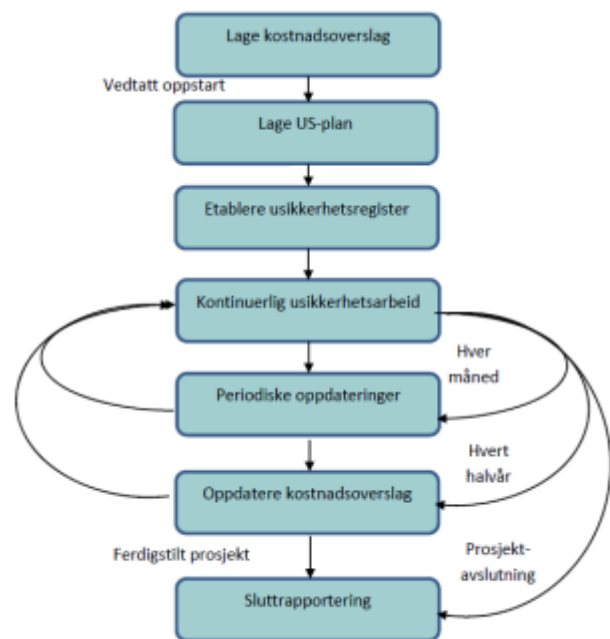 Lage kostnadsoverslag
Vedtatt oppstart
Lage US-plan
Etablere usikkerhetsregister
Kontinuerlig usikkerhetsarbeid
Hver
måned
Periodiske oppdateringer
Hvert
halvår
Oppdatere kostnadsoverslag
Ferdigstilt prosjekt
Prosjekt-
avslutning
Sluttrapportering